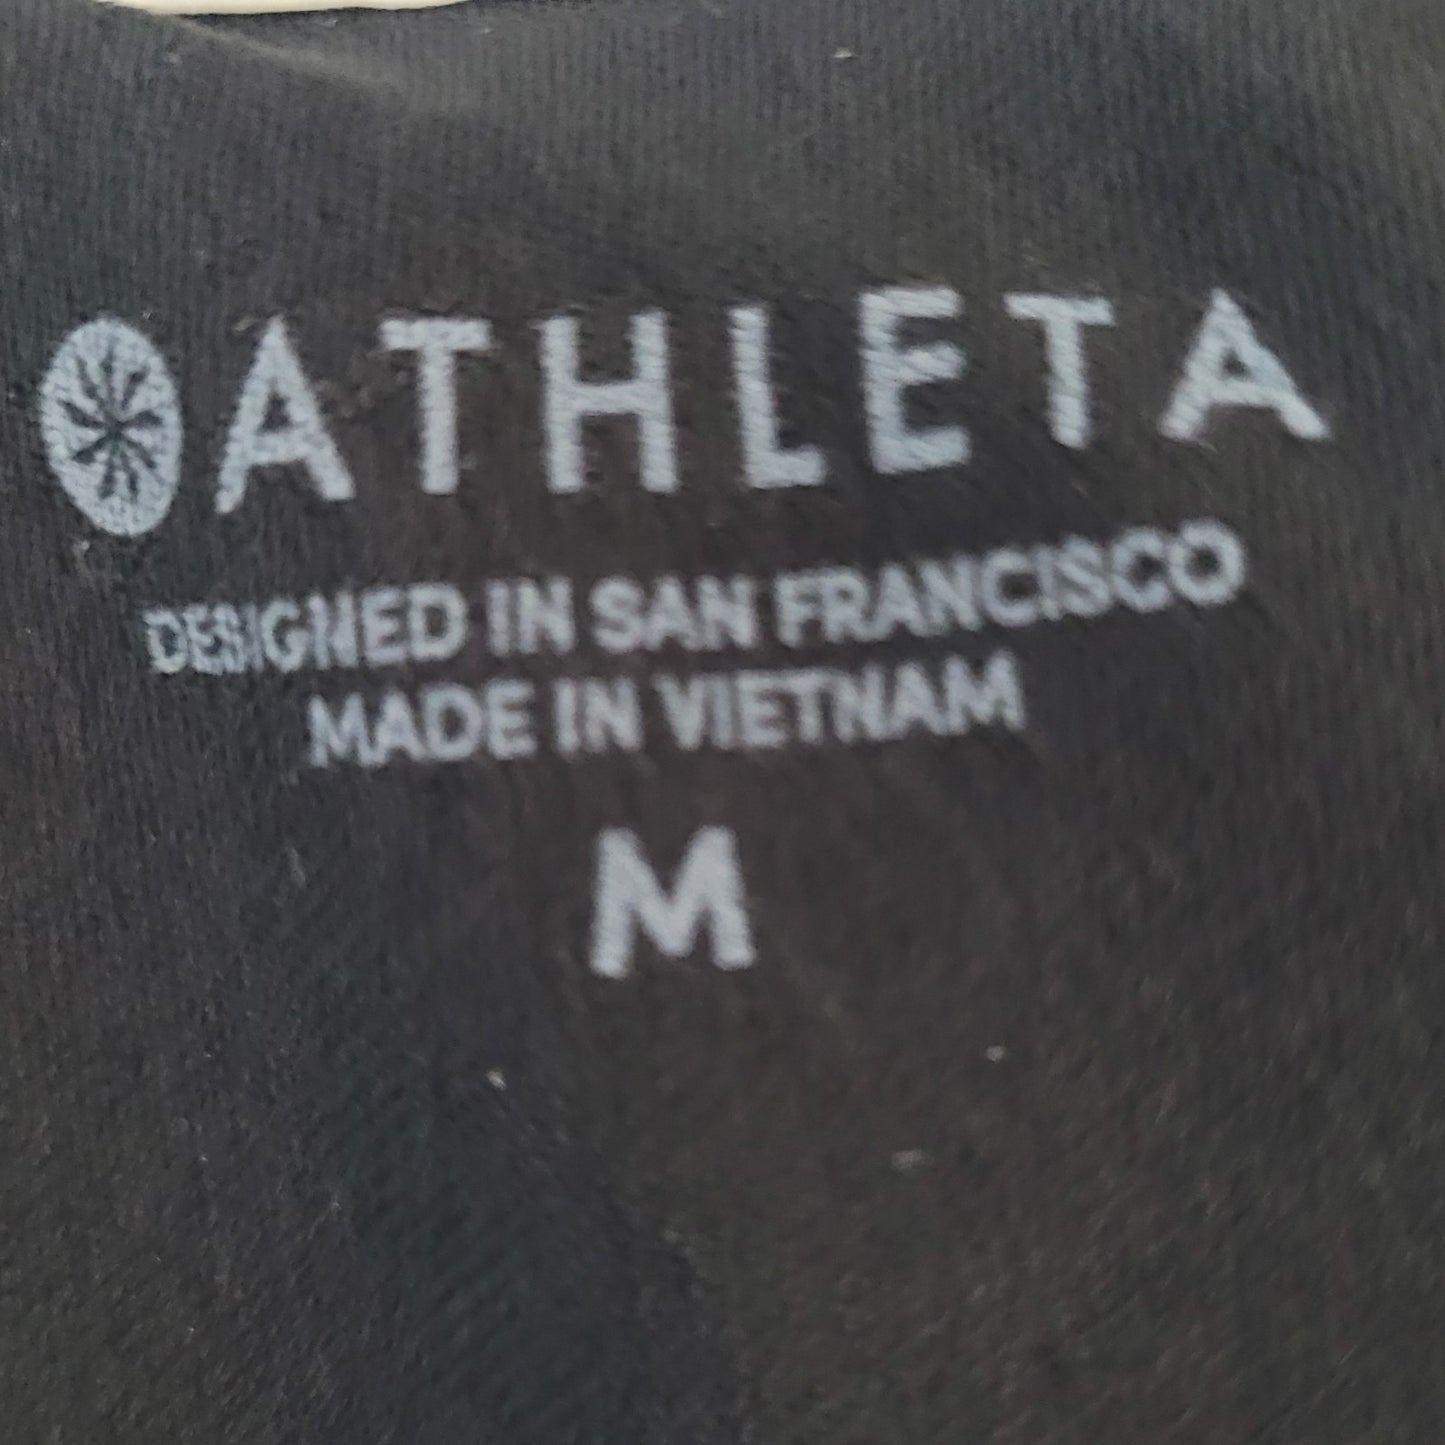 ATHLETA
DESIGNED IN SAN FRANCISCO
MADE IN VIETNAM
M